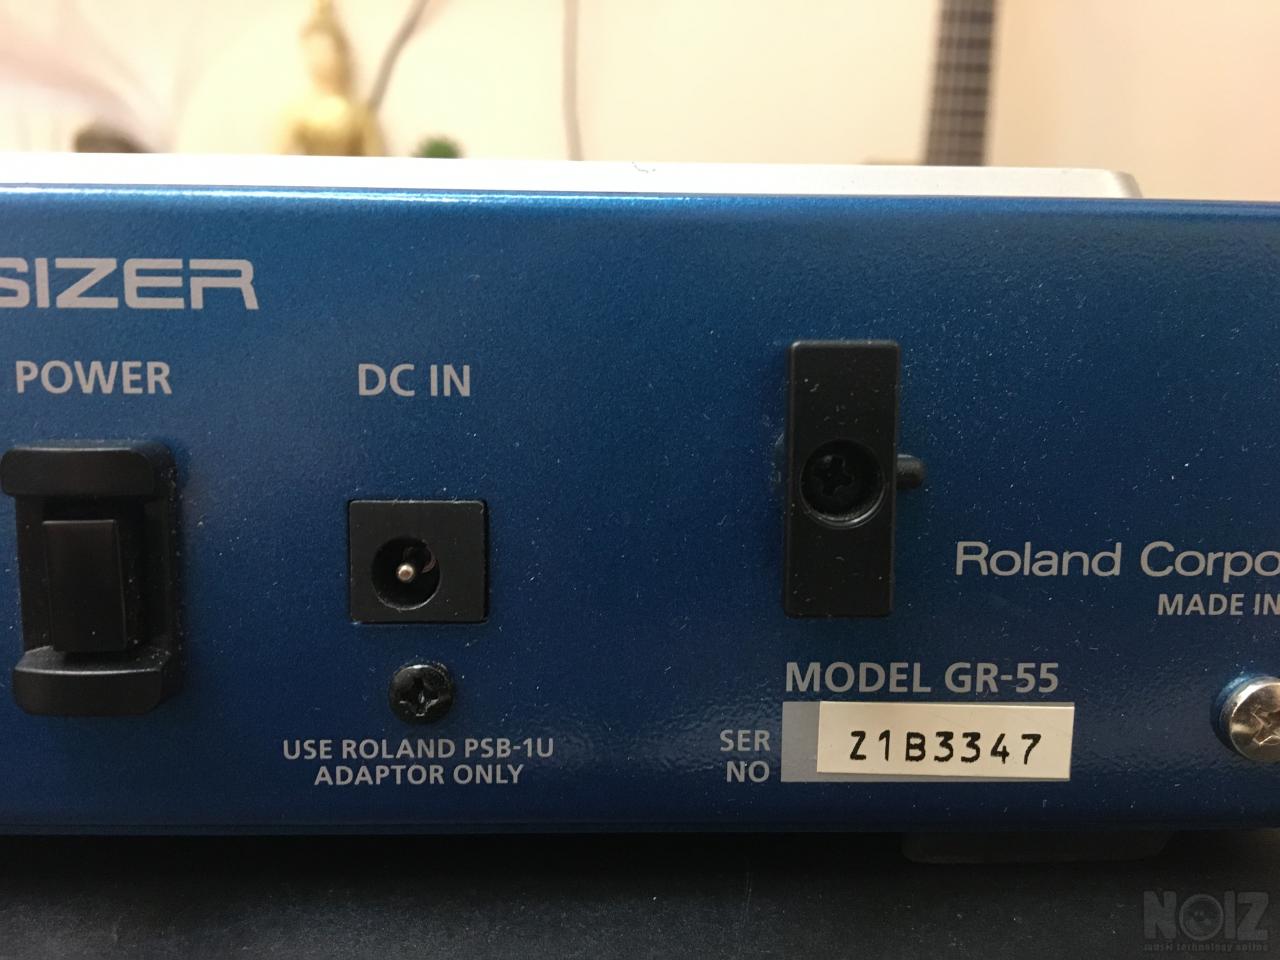 SIZER
POWER
DC IN
Roland Corpo
MADE IN
MODEL GR-55
USE ROLAND PSB-1U
ADAPTOR ONLY
SER
NO
Z1B3347
NOIZ
music technology online